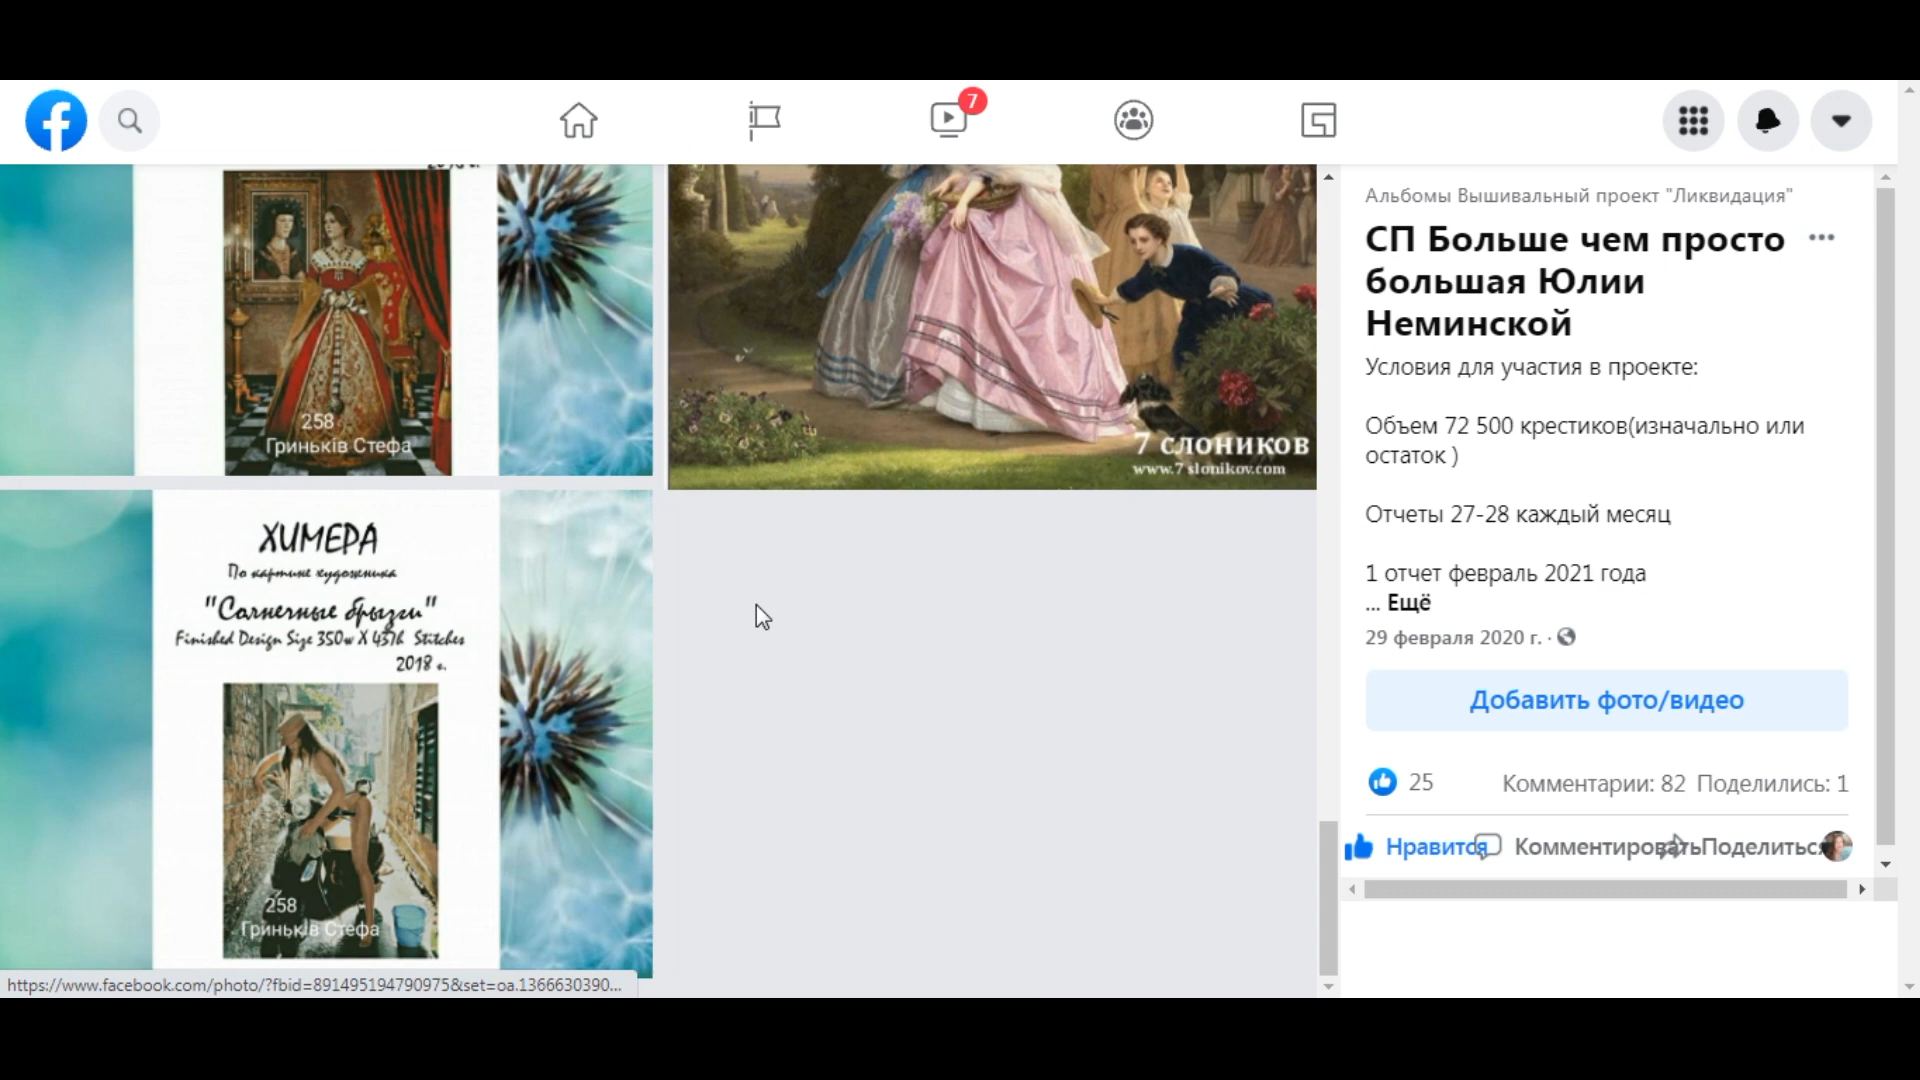 7
258
Гриньків Стефа
7 слоников
www.7slonikov.com
ХИМЕРА
По картине художника
"Солнечные брызги"
Finished Design Size 350w X 457h Stitches
2018 г.
258
Гриньків Стефа
https://www.facebook.com/photo/?fbid=891495194790975&set=oa.1366630390...
Альбомы Вышивальный проект "Ликвидация"
СП Больше чем просто
большая Юлии
Неминской
Условия для участия в проекте:
Объем 72 500 крестиков(изначально или
остаток )
Отчеты 27-28 каждый месяц
1 отчет февраль 2021 года
... Ещё
29 февраля 2020 г. ·
Добавить фото/видео
25
Комментарии: 82 Поделились: 1
Нравится Комментировать Поделиться